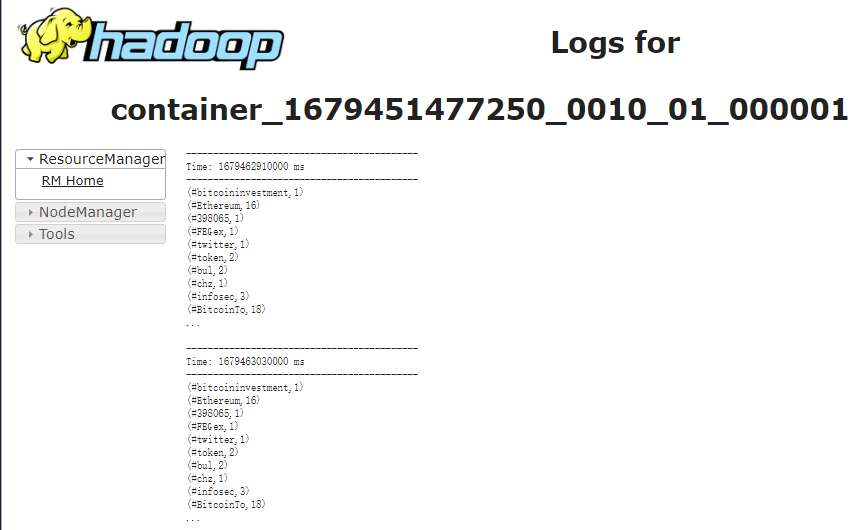 hadoop
Logs for
container_1679451477250_0010_01_000001
ResourceManager
RM Home
NodeManager
Tools
-------------------------------------------
Time: 1679462910000 ms
-------------------------------------------
(#bitcoininvestment,1)
(#Ethereum,16)
(#398065,1)
(#FEGex,1)
(#twitter,1)
(#token,2)
(#bul,2)
(#chz,1)
(#infosec,3)
(#BitcoinTo,18)
...
-------------------------------------------
Time: 1679463030000 ms
-------------------------------------------
(#bitcoininvestment,1)
(#Ethereum,16)
(#398065,1)
(#FEGex,1)
(#twitter,1)
(#token,2)
(#bul,2)
(#chz,1)
(#infosec,3)
(#BitcoinTo,18)
...